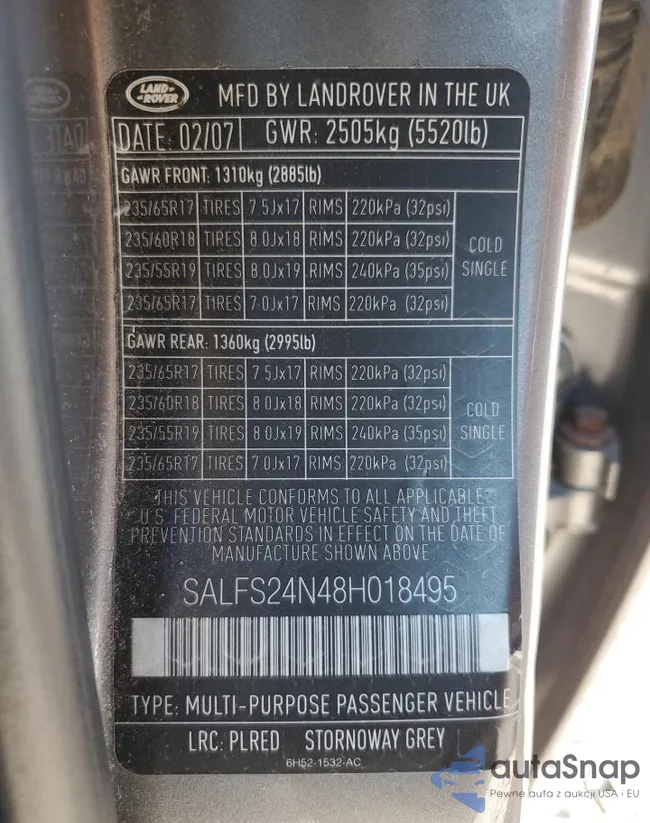 LAND-
-ROVER
MFD BY LANDROVER IN THE UK
DATE: 02/07 GWR: 2505kg (5520lb)
GAWR FRONT: 1310kg (2885lb)
235/65R17 TIRES 7.5Jx17 RIMS 220kPa (32psi)
235/60R18 TIRES 8.0Jx18 RIMS 220kPa (32psi)
235/55R19 TIRES 8.0Jx19 RIMS 240kPa (35psi)
235/65R17 TIRES 7.0Jx17 RIMS 220kPa (32psi)
COLD
SINGLE
GAWR REAR: 1360kg (2995lb)
235/65R17 TIRES 7.5Jx17 RIMS 220kPa (32psi)
235/60R18 TIRES 8.0Jx18 RIMS 220kPa (32psi)
235/55R19 TIRES 8.0Jx19 RIMS 240kPa (35psi)
235/65R17 TIRES 7.0Jx17 RIMS 220kPa (32psi)
COLD
SINGLE
THIS VEHICLE CONFORMS TO ALL APPLICABLE
U.S. FEDERAL MOTOR VEHICLE SAFETY AND THEFT
PREVENTION STANDARDS IN EFFECT ON THE DATE OF
MANUFACTURE SHOWN ABOVE.
SALFS24N48H018495
TYPE: MULTI-PURPOSE PASSENGER VEHICLE
LRC: PLRED STORNOWAY GREY
6H52-1532-AC
autaSnap
Pewne auta z aukcji USA i EU